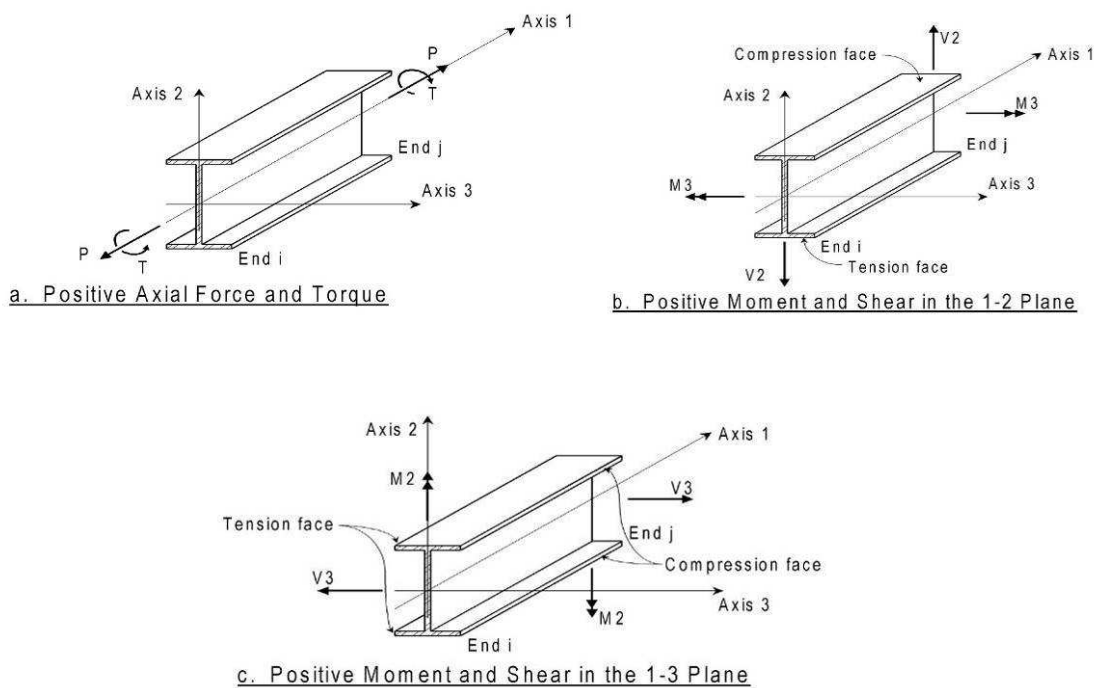 Axis 1
P
T
Axis 2
End j
Axis 3
P
T
End i
a. Positive Axial Force and Torque
V2
Compression face
Axis 1
Axis 2
M3
End j
M3
Axis 3
End i
V2
Tension face
b. Positive Moment and Shear in the 1-2 Plane
Axis 2
Axis 1
M2
V3
Tension face
End j
Compression face
V3
M2
Axis 3
End i
c. Positive Moment and Shear in the 1-3 Plane